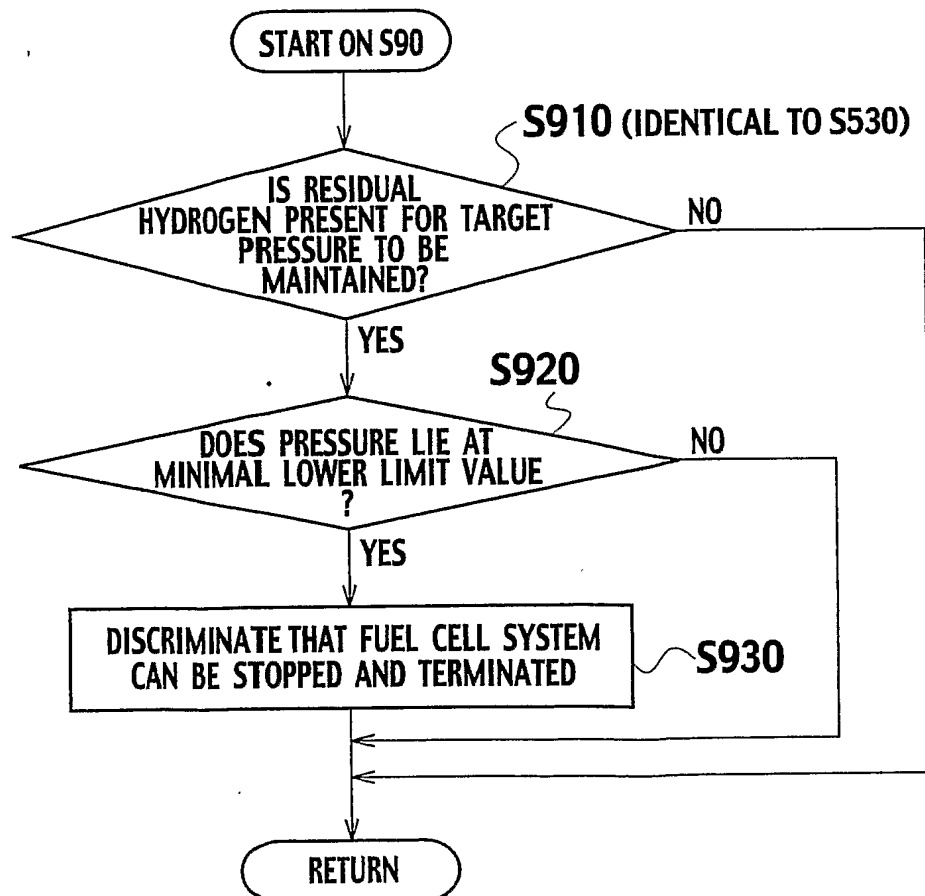 START ON S90
S910 (IDENTICAL TO S530)
IS RESIDUAL
HYDROGEN PRESENT FOR TARGET
PRESSURE TO BE
MAINTAINED?
NO
YES
S920
DOES PRESSURE LIE AT
MINIMAL LOWER LIMIT VALUE
?
NO
YES
DISCRIMINATE THAT FUEL CELL SYSTEM
CAN BE STOPPED AND TERMINATED
S930
RETURN